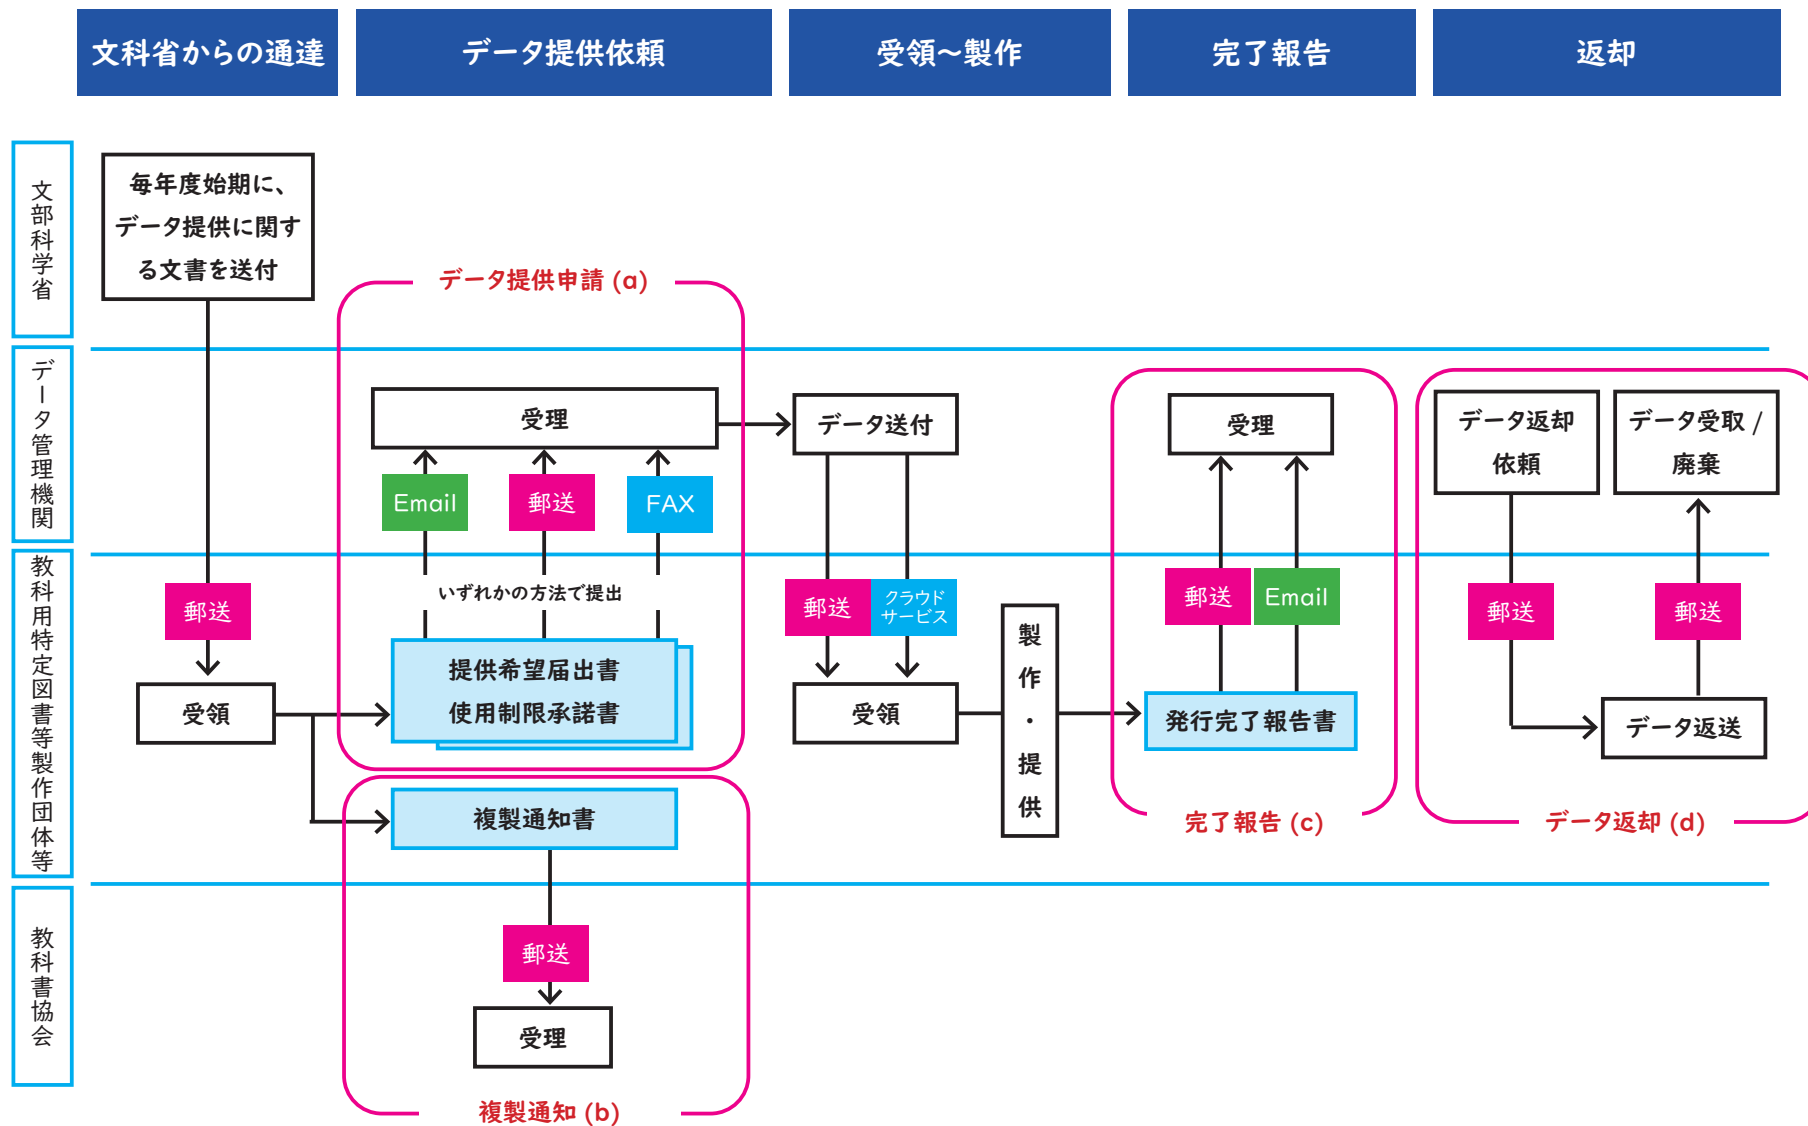 文科省からの通達
データ提供依頼
受領〜製作
完了報告
返却
文部科学省
毎年度始期に、
データ提供に関す
る文書を送付
データ提供申請 (a)
データ管理機関
受理
データ送付
受理
データ返却
依頼
データ受取 /
廃棄
Email
郵送
FAX
教科用特定図書等製作団体等
郵送
いずれかの方法で提出
郵送
クラウド
サービス
郵送
Email
郵送
郵送
受領
提供希望届出書
使用制限承諾書
受領
製作・提供
発行完了報告書
データ返送
複製通知書
完了報告 (c)
データ返却 (d)
教科書協会
郵送
受理
複製通知 (b)